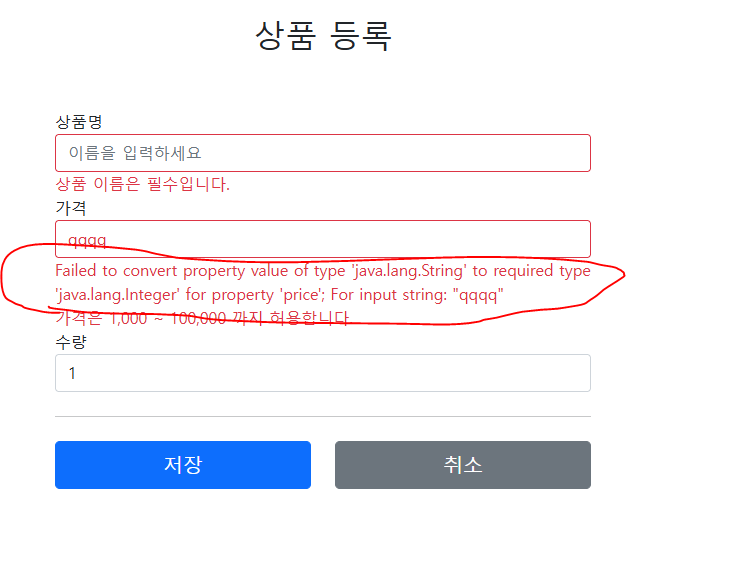 상품 등록
상품명
이름을 입력하세요
상품 이름은 필수입니다.
가격
qqqq
Failed to convert property value of type 'java.lang.String' to required type
'java.lang.Integer' for property 'price'; For input string: "qqqq"
가격은 1,000 ~ 100,000 까지 허용합니다.
수량
1
저장
취소